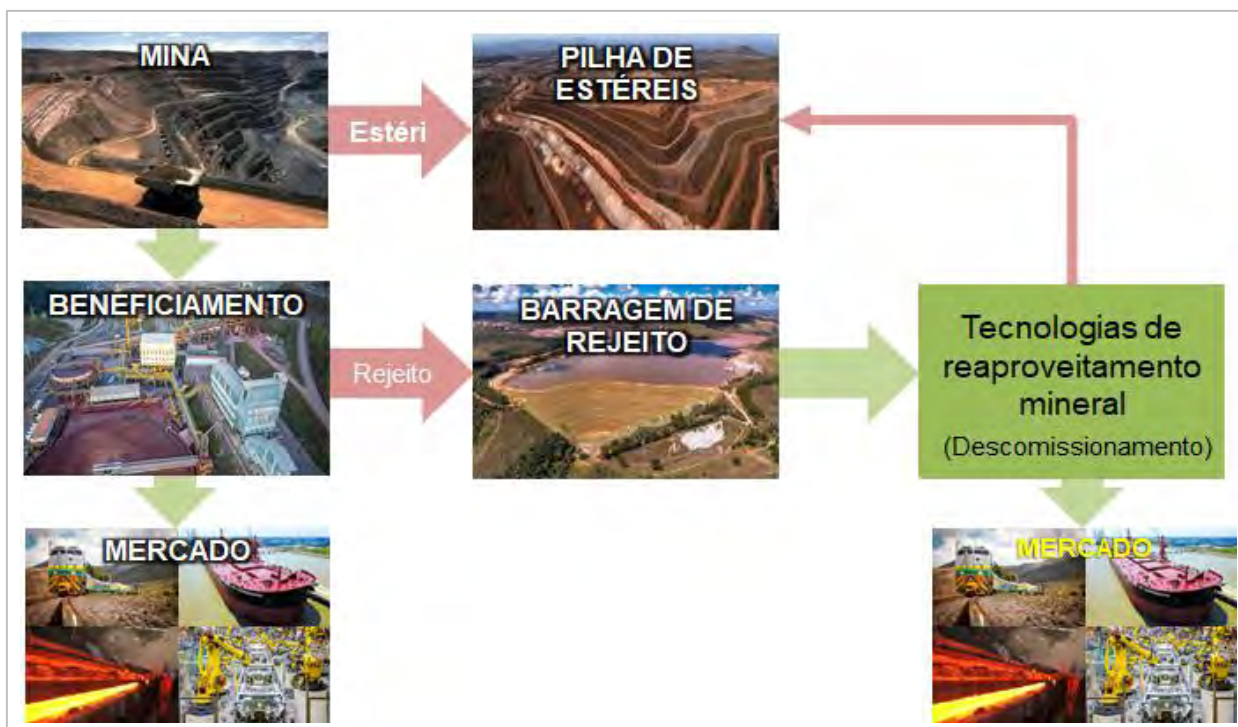 MINA
PILHA DE
ESTÉREIS
Estéri
BENEFICIAMENTO
BARRAGEM DE
REJEITO
Rejeito
Tecnologias de
reaproveitamento
mineral
(Descomissionamento)
MERCADO
MERCADO